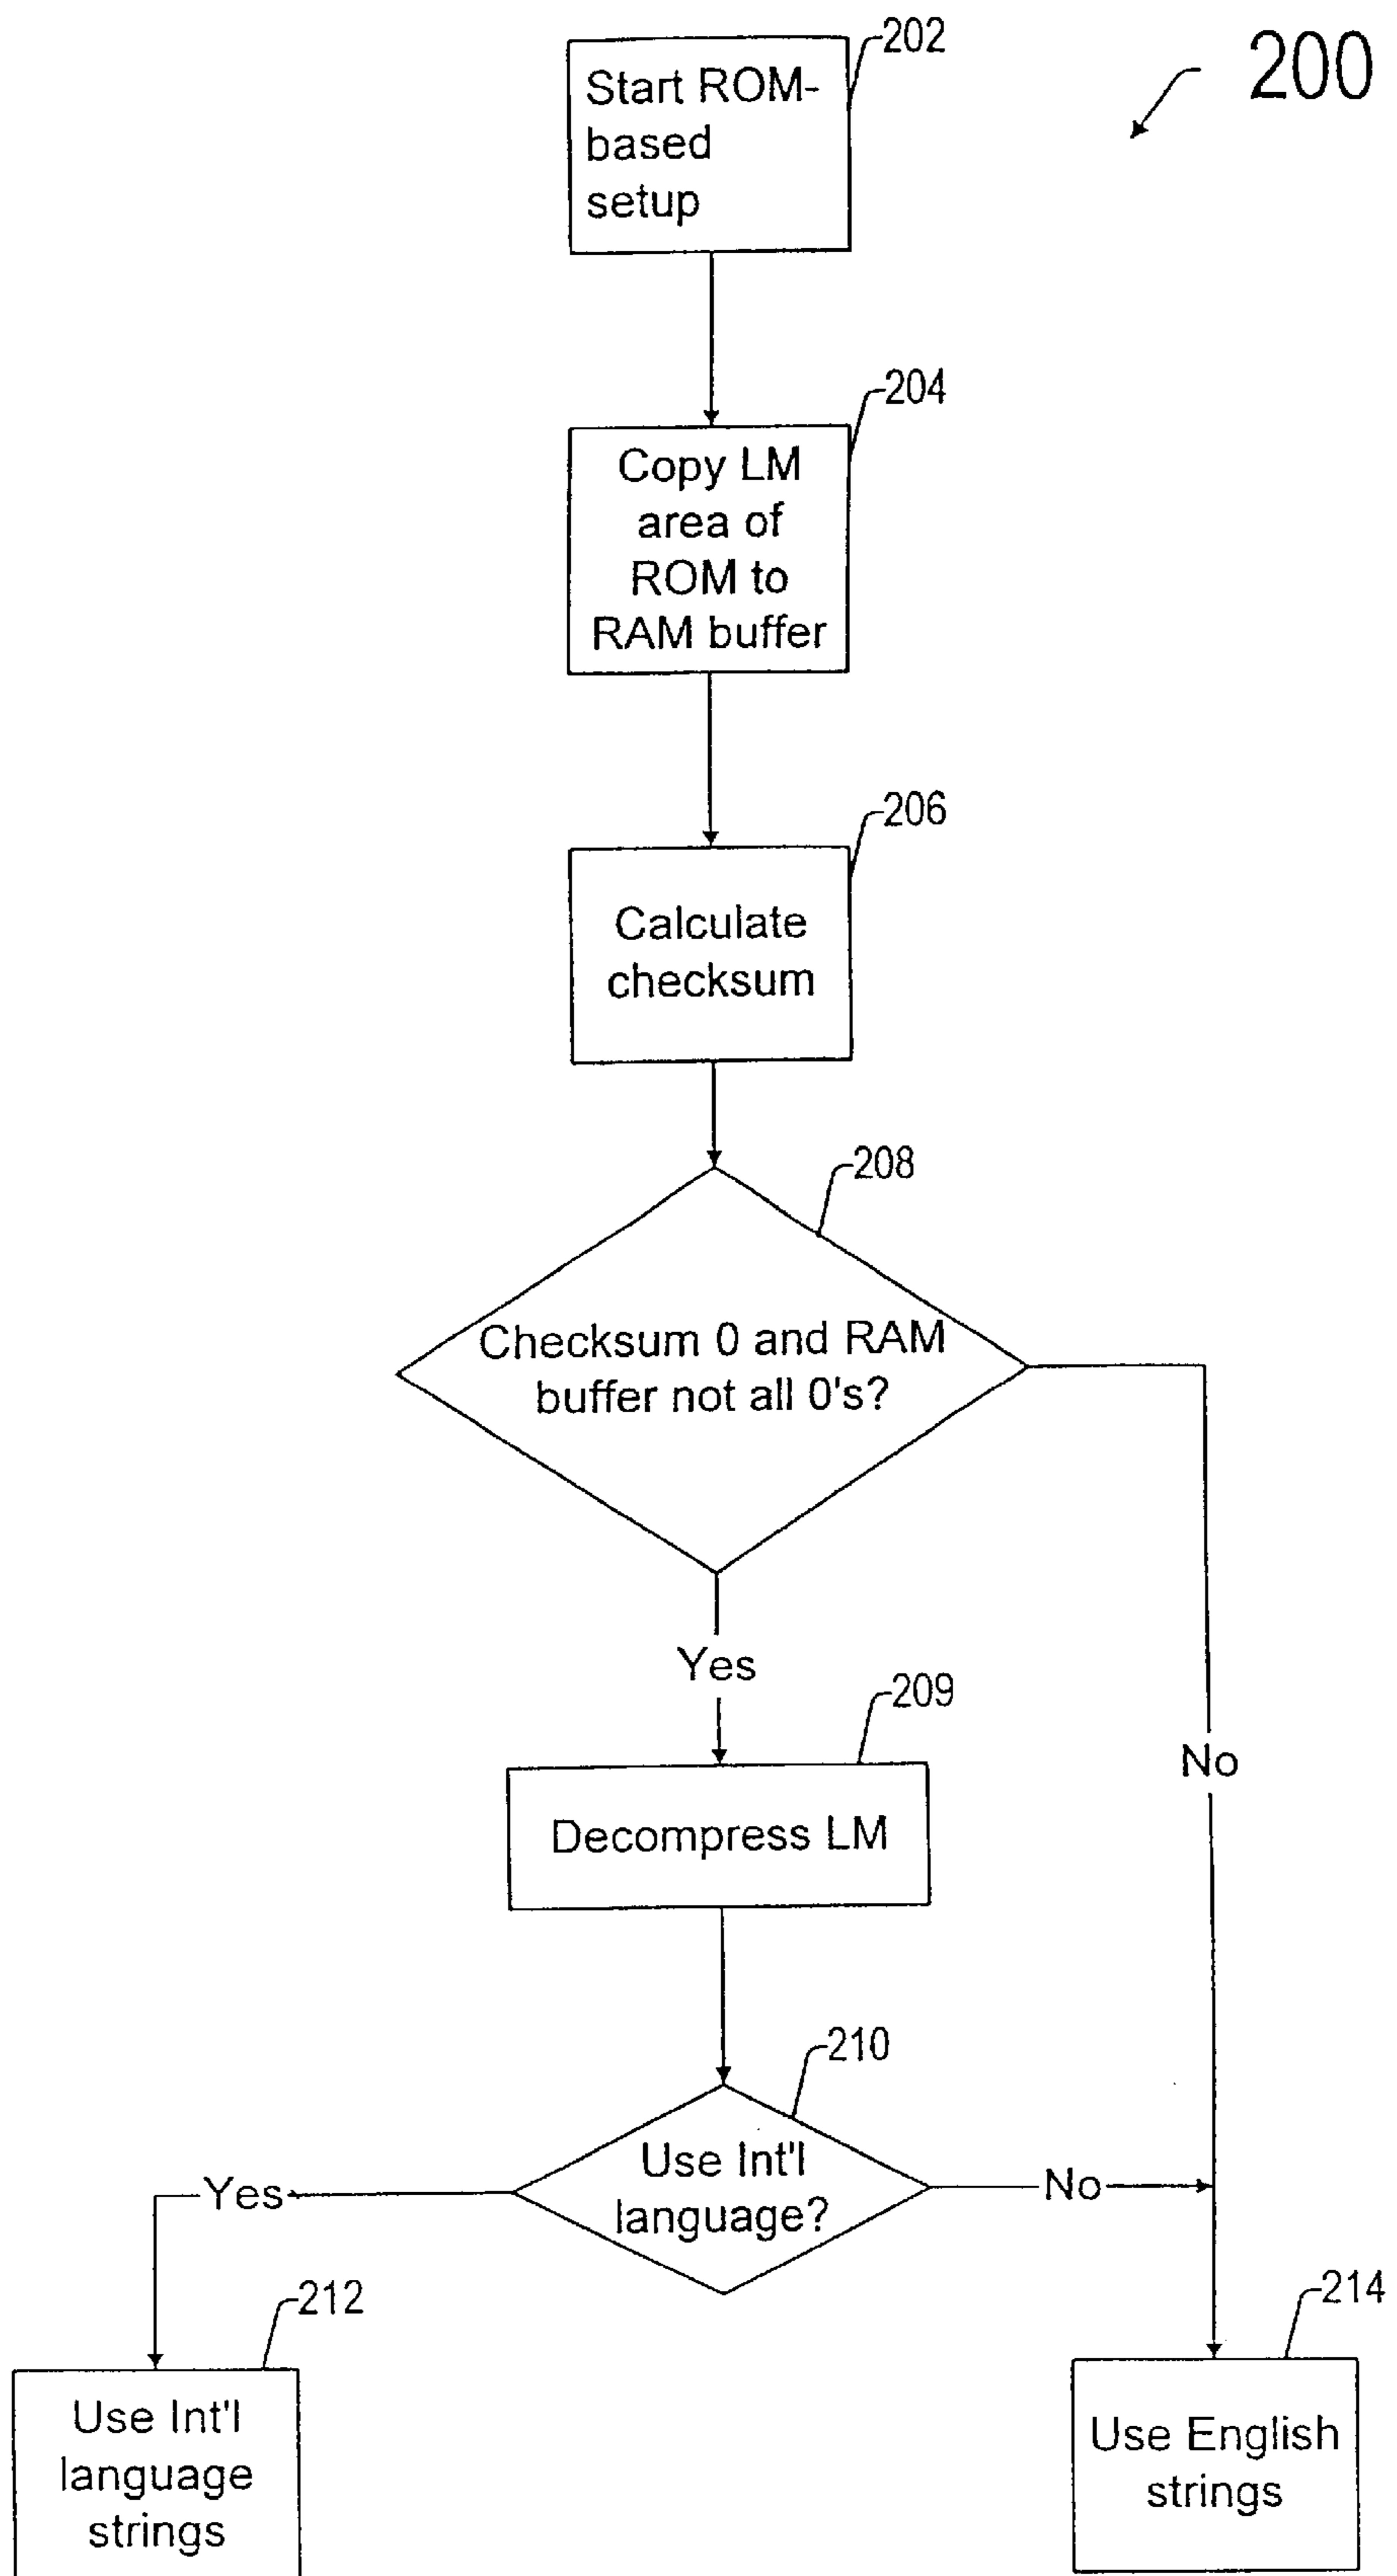 200
202
Start ROM-
based
setup
204
Copy LM
area of
ROM to
RAM buffer
206
Calculate
checksum
208
Checksum 0 and RAM
buffer not all 0's?
Yes
No
209
Decompress LM
210
Use Int'l
language?
Yes
No
212
Use Int'l
language
strings
214
Use English
strings